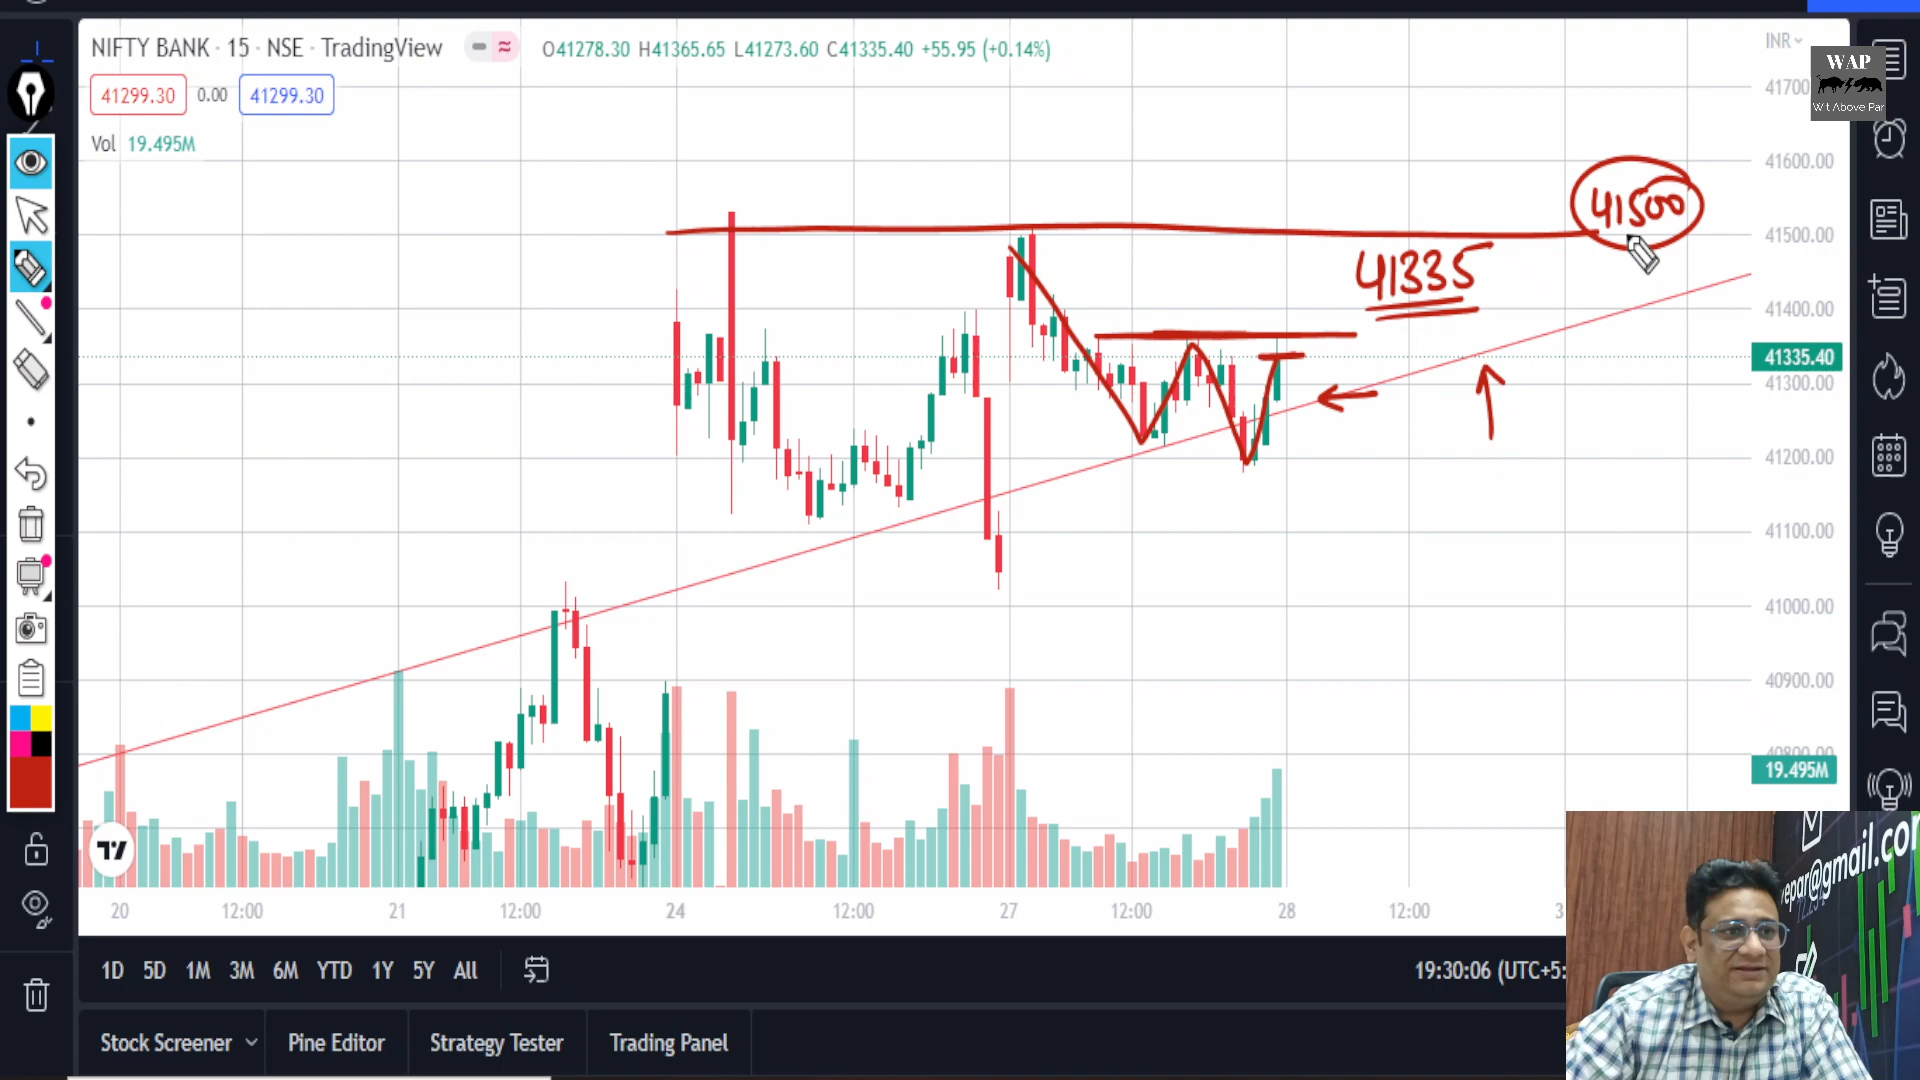 NIFTY BANK · 15 · NSE · TradingView
O41278.30 H41365.65 L41273.60 C41335.40 +55.95 (+0.14%)
INR
WAP
Wit Above Par
41299.30 0.00 41299.30
Vol 19.495M
41700
41600.00
41500
41500.00
41335
41400.00
41335.40
41300.00
41200.00
41100.00
41000.00
40900.00
40800.00
19.495M
20 12:00 21 12:00 24 12:00 27 12:00 28 12:00 3
epar@gmail.co
1D 5D 1M 3M 6M YTD 1Y 5Y All
19:30:06 (UTC+5:
Stock Screener Pine Editor Strategy Tester Trading Panel